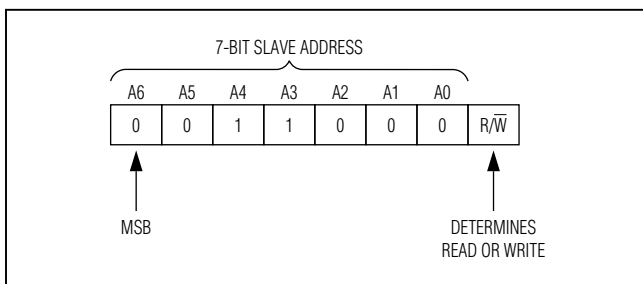 7-BIT SLAVE ADDRESS
A6 A5 A4 A3 A2 A1 A0
0 0 1 1 0 0 0 R/W̅
MSB
DETERMINES
READ OR WRITE